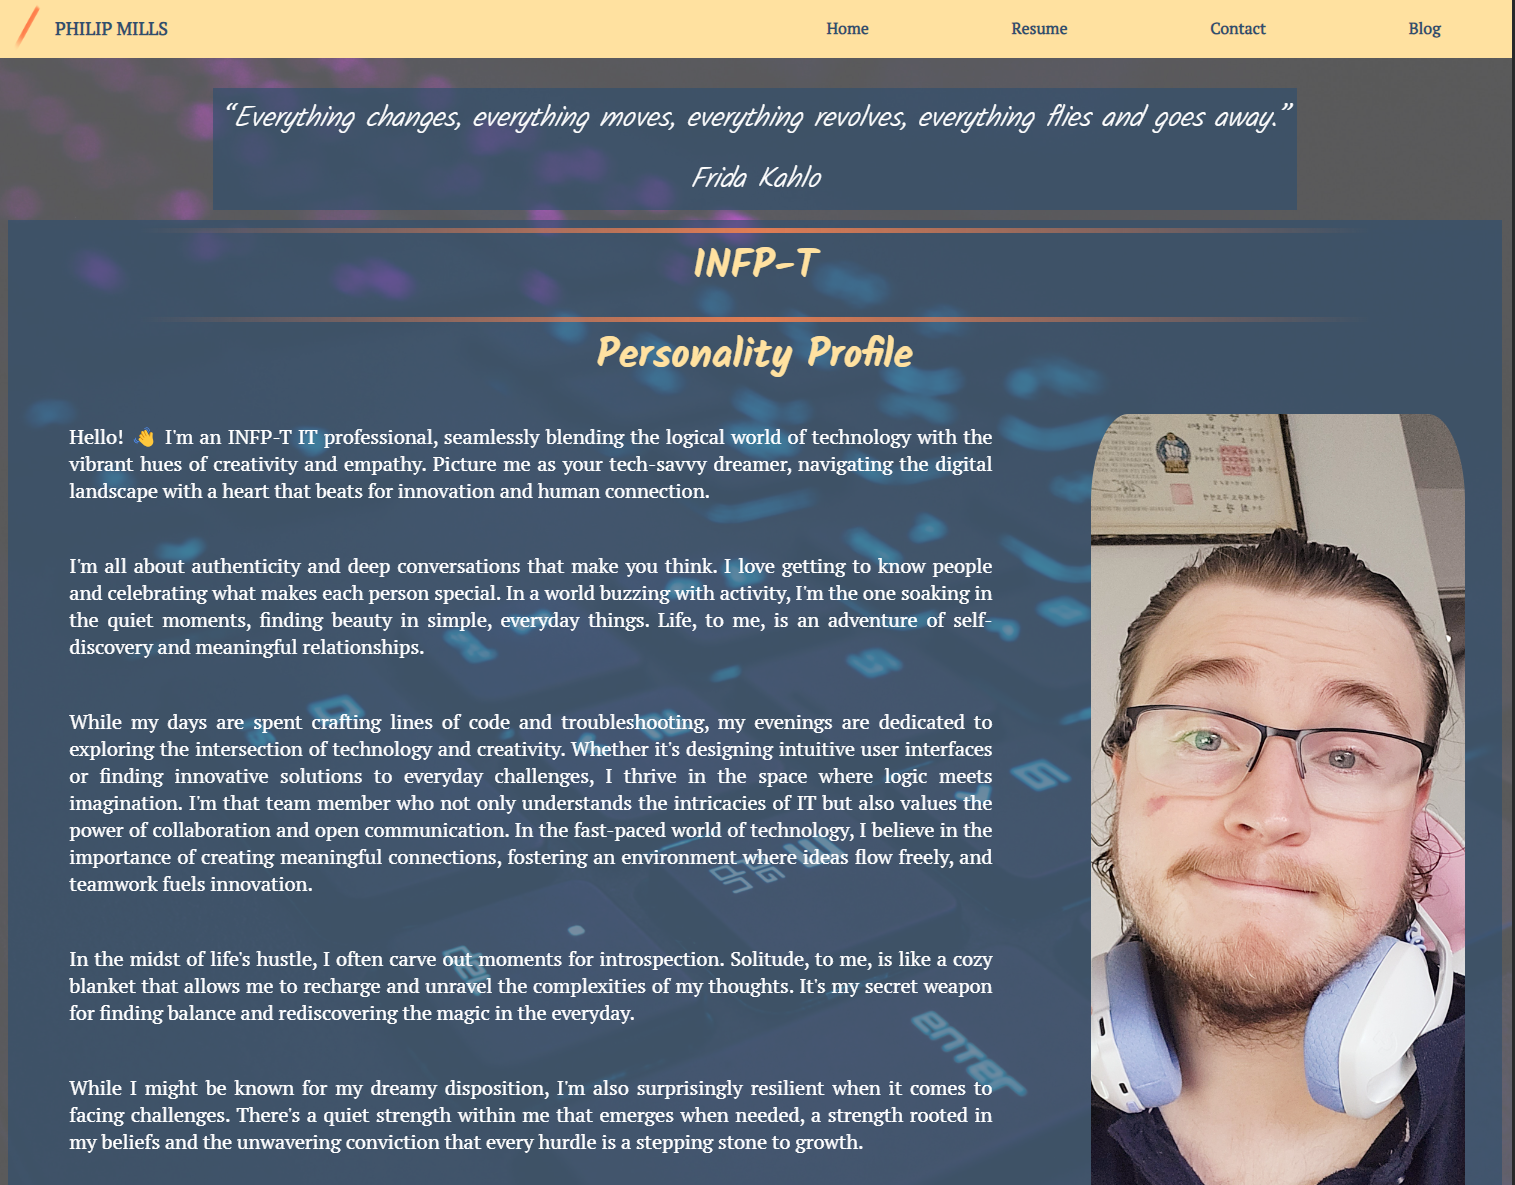 PHILIP MILLS
Home Resume Contact Blog
“Everything changes, everything moves, everything revolves, everything flies and goes away.”
Frida Kahlo
INFP-T
Personality Profile
Hello! 👋 I'm an INFP-T IT professional, seamlessly blending the logical world of technology with the
vibrant hues of creativity and empathy. Picture me as your tech-savvy dreamer, navigating the digital
landscape with a heart that beats for innovation and human connection.
I'm all about authenticity and deep conversations that make you think. I love getting to know people
and celebrating what makes each person special. In a world buzzing with activity, I'm the one soaking in
the quiet moments, finding beauty in simple, everyday things. Life, to me, is an adventure of self-
discovery and meaningful relationships.
While my days are spent crafting lines of code and troubleshooting, my evenings are dedicated to
exploring the intersection of technology and creativity. Whether it's designing intuitive user interfaces
or finding innovative solutions to everyday challenges, I thrive in the space where logic meets
imagination. I'm that team member who not only understands the intricacies of IT but also values the
power of collaboration and open communication. In the fast-paced world of technology, I believe in the
importance of creating meaningful connections, fostering an environment where ideas flow freely, and
teamwork fuels innovation.
In the midst of life's hustle, I often carve out moments for introspection. Solitude, to me, is like a cozy
blanket that allows me to recharge and unravel the complexities of my thoughts. It's my secret weapon
for finding balance and rediscovering the magic in the everyday.
While I might be known for my dreamy disposition, I'm also surprisingly resilient when it comes to
facing challenges. There's a quiet strength within me that emerges when needed, a strength rooted in
my beliefs and the unwavering conviction that every hurdle is a stepping stone to growth.
enter